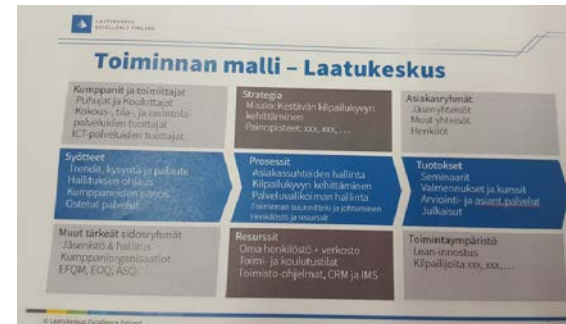 LAATUKESKUS
EXCELLENCE FINLAND
Toiminnan malli – Laatukeskus
Kumppanit ja toimittajat
Puhujat ja Kouluttajat
Kokous-, tila-, ja ravintola-
palveluiden tuottajat
ICT-palveluiden tuottajat
Strategia
Missio: Kestävän kilpailukyvyn
kehittäminen
Painopisteet: xxx, xxx, ...
Asiakasryhmät
Jäsenyhteisöt
Muut yhteisöt
Henkilöt
Syötteet
Trendit, kysyntä ja palaute
Hallituksen ohjaus
Kumppaneiden panos
Ostetut palvelut
Prosessit
Asiakassuhteiden hallinta
Kilpailukyvyn kehittäminen
Palveluvalikoiman hallinta
Toiminnan suunnittelu ja johtaminen
Henkilöstö ja resurssit
Tuotokset
Seminaarit
Valmennukset ja kurssit
Arviointi- ja asiant.palvelut
Julkaisut
Muut tärkeät sidosryhmät
Jäsenistö & hallitus
Kumppaniorganisaatiot
EFQM, EOQ, ASQ
Resurssit
Oma henkilöstö + verkosto
Toimi- ja koulutustilat
Toimisto-ohjelmat, CRM ja IMS
Toimintaympäristö
Lean-innostus
Kilpailijoita xxx, xxx, ...
© Laatukeskus Excellence Finland